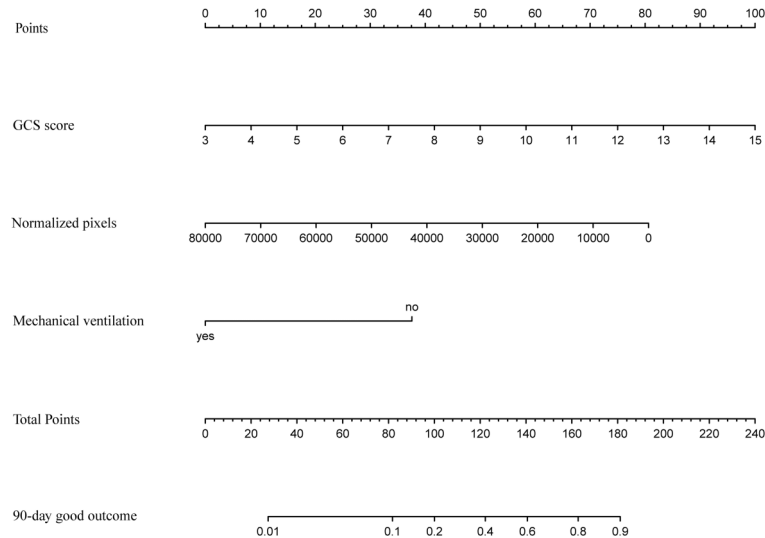 Points 0 10 20 30 40 50 60 70 80 90 100
GCS score 3 4 5 6 7 8 9 10 11 12 13 14 15
Normalized pixels 80000 70000 60000 50000 40000 30000 20000 10000 0
no
Mechanical ventilation
yes
Total Points 0 20 40 60 80 100 120 140 160 180 200 220 240
90-day good outcome 0.01 0.1 0.2 0.4 0.6 0.8 0.9